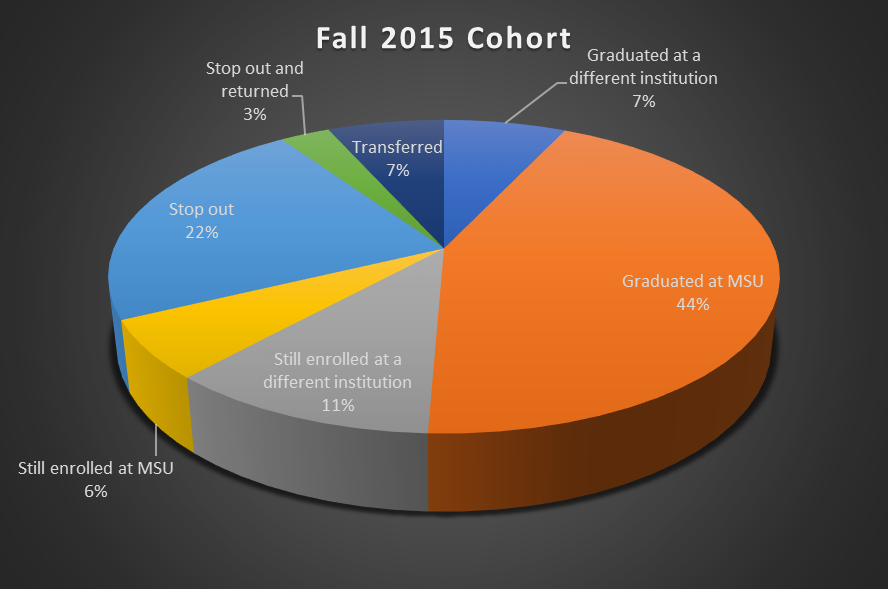 Fall 2015 Cohort
Graduated at a
different institution
7%
Stop out and
returned
3%
Transferred
7%
Stop out
22%
Graduated at MSU
44%
Still enrolled at a
different institution
11%
Still enrolled at MSU
6%